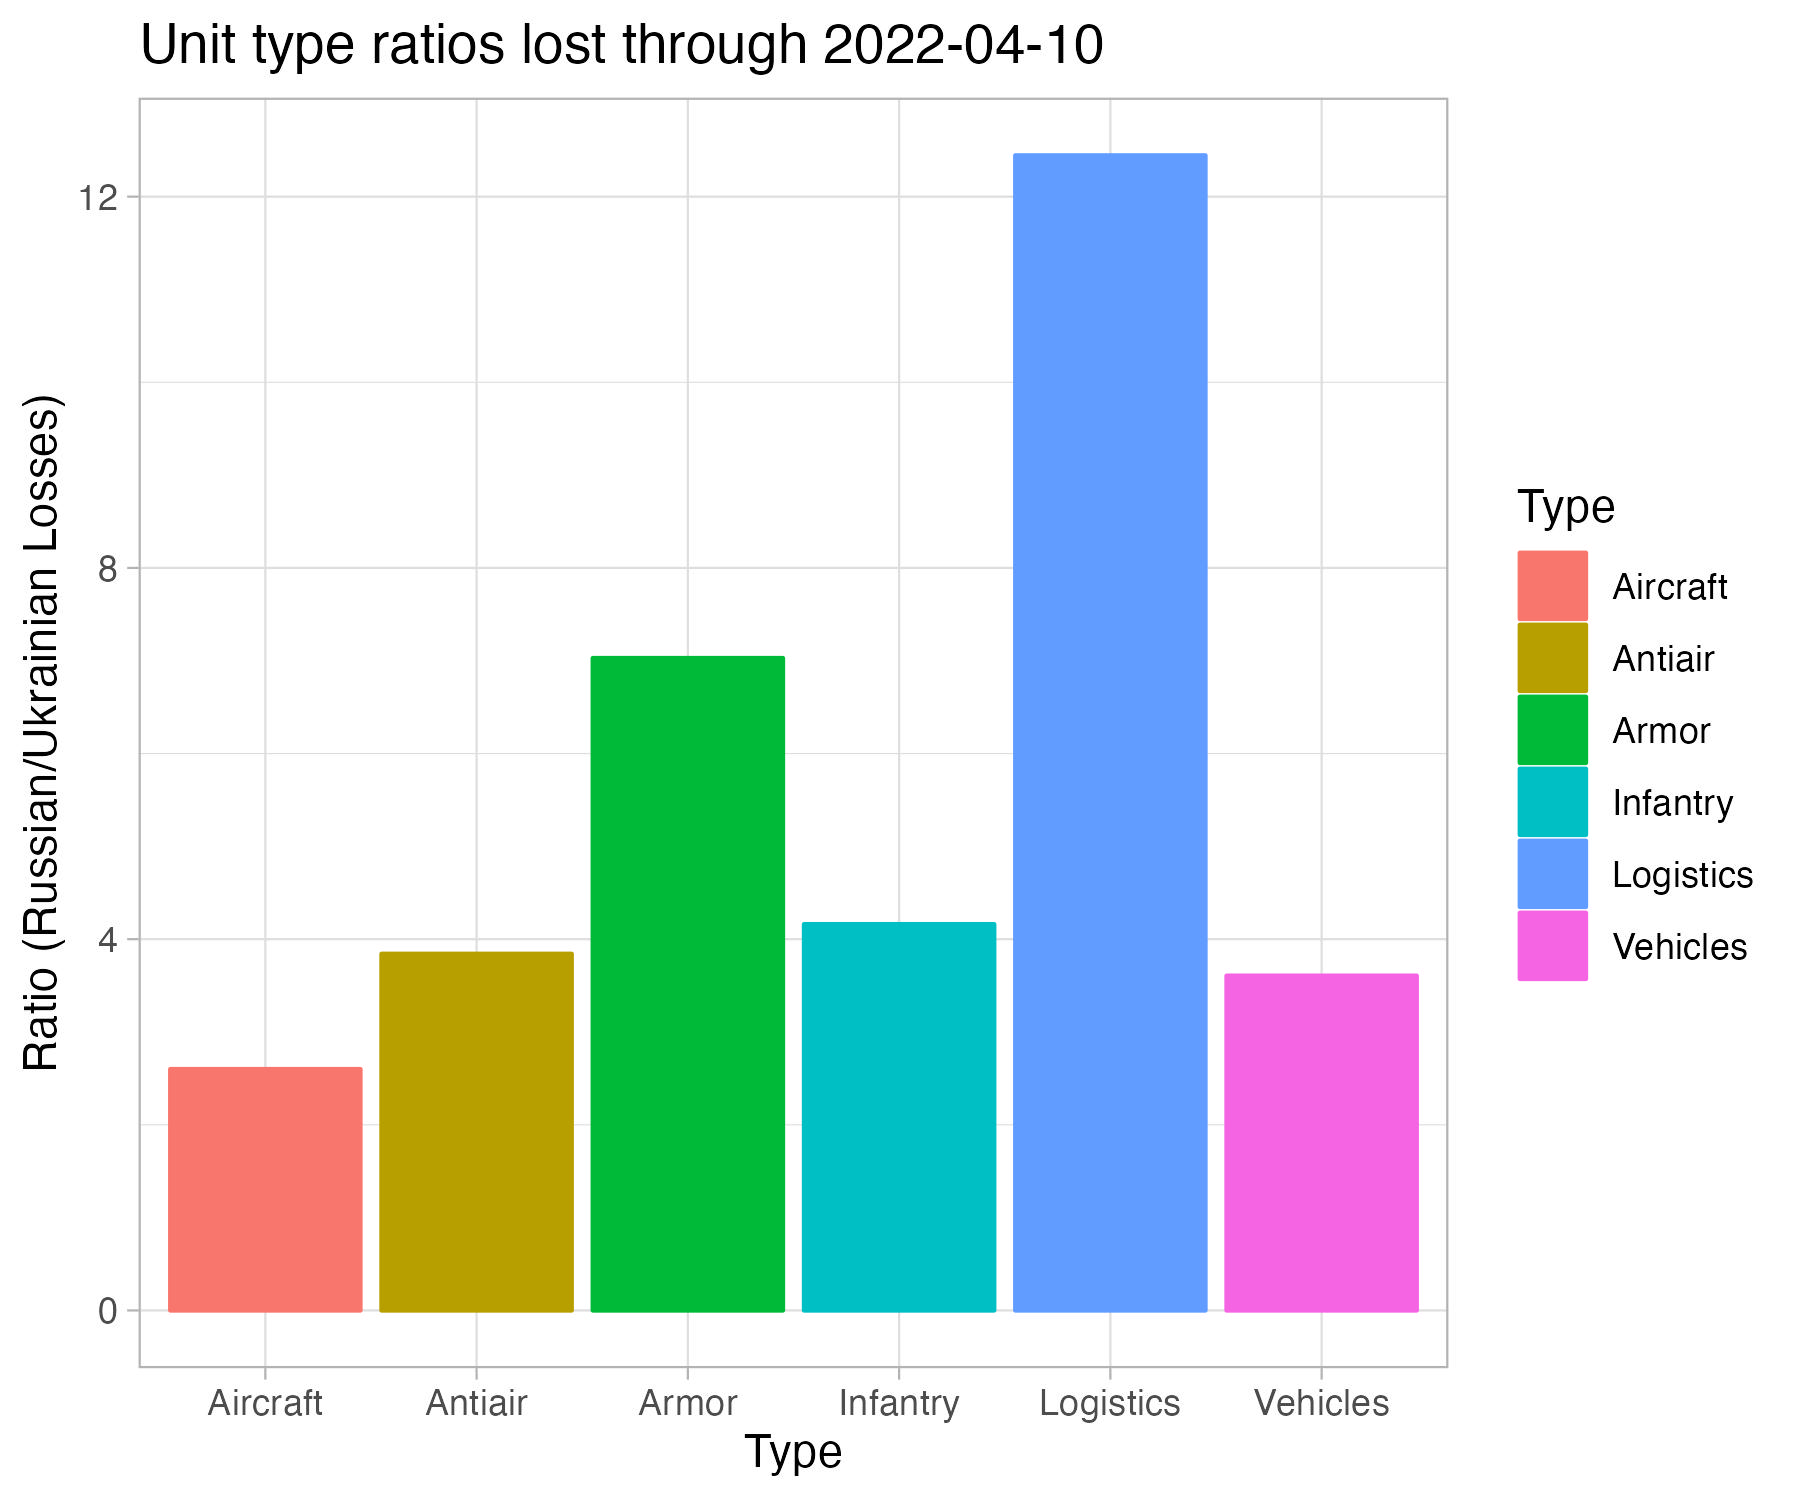 Unit type ratios lost through 2022-04-10
Ratio (Russian/Ukrainian Losses)
12
8
4
0
Aircraft
Antiair
Armor
Infantry
Logistics
Vehicles
Type
Type
Aircraft
Antiair
Armor
Infantry
Logistics
Vehicles